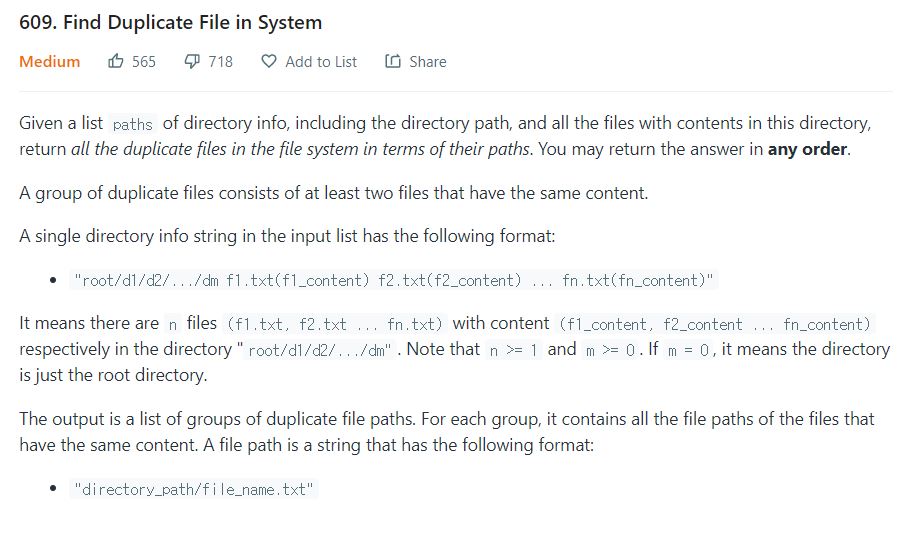 609. Find Duplicate File in System
Medium 565 718 Add to List Share
Given a list paths of directory info, including the directory path, and all the files with contents in this directory,
return all the duplicate files in the file system in terms of their paths. You may return the answer in any order.
A group of duplicate files consists of at least two files that have the same content.
A single directory info string in the input list has the following format:
• "root/d1/d2/.../dm f1.txt(f1_content) f2.txt(f2_content) ... fn.txt(fn_content)"
It means there are n files (f1.txt, f2.txt ... fn.txt) with content (f1_content, f2_content ... fn_content)
respectively in the directory " root/d1/d2/.../dm" . Note that n >= 1 and m >= 0 . If m = 0 , it means the directory
is just the root directory.
The output is a list of groups of duplicate file paths. For each group, it contains all the file paths of the files that
have the same content. A file path is a string that has the following format:
• "directory_path/file_name.txt"